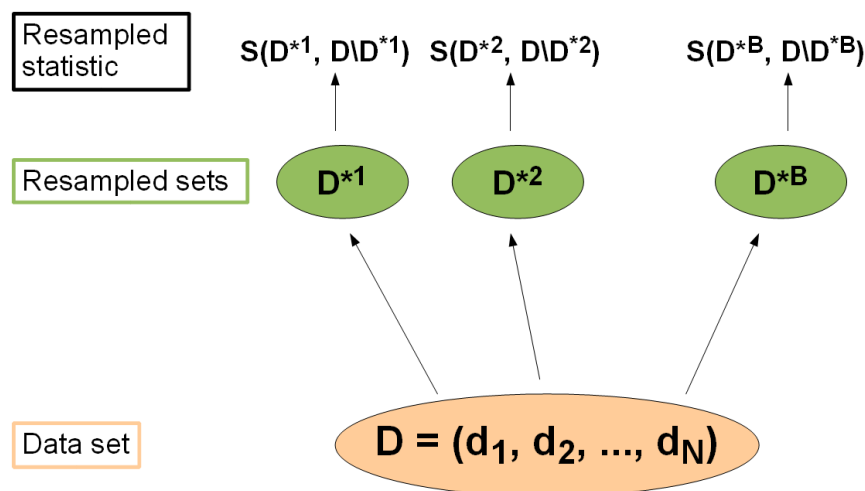 Resampled
statistic
S(D*1, D\D*1) S(D*2, D\D*2) S(D*B, D\D*B)
Resampled sets
D*1 D*2 D*B
Data set
D = (d1, d2, ..., dN)